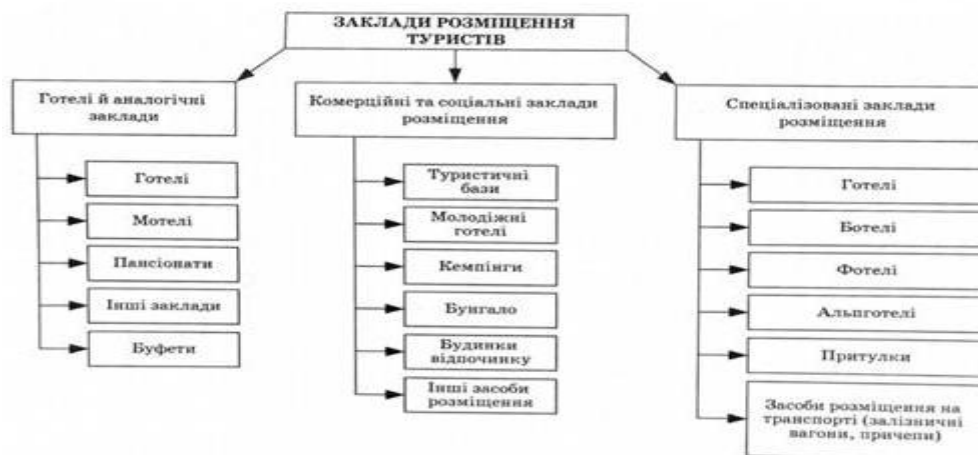 ЗАКЛАДИ РОЗМІЩЕННЯ
ТУРИСТІВ
Готелі й аналогічні
заклади
Готелі
Мотелі
Пансіонати
Інші заклади
Буфети
Комерційні та соціальні заклади
розміщення
Туристичні
бази
Молодіжні
готелі
Кемпінги
Бунгало
Будинки
відпочинку
Інші засоби
розміщення
Спеціалізовані заклади
розміщення
Готелі
Ботелі
Фотелі
Альпготелі
Притулки
Засоби розміщення на
транспорті (залізничні
вагони, причепи)